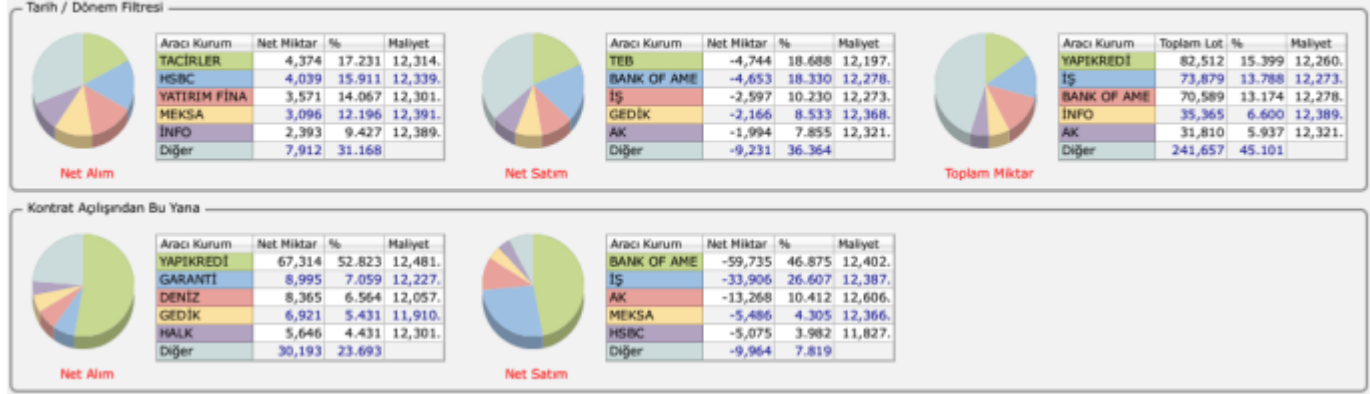 Tarih / Dönem Filtresi
Aracı Kurum Net Miktar % Maliyet
TACİRLER 4,374 17.231 12,314.
HSBC 4,039 15.911 12,339.
YATIRIM FİNA 3,571 14.067 12,301.
MEKSA 3,096 12.196 12,391.
İNFO 2,393 9.427 12,389.
Diğer 7,912 31.168
Net Alım
Aracı Kurum Net Miktar % Maliyet
TEB -4,744 18.688 12,197.
BANK OF AME -4,653 18.330 12,278.
İŞ -2,597 10.230 12,273.
GEDİK -2,166 8.533 12,368.
AK -1,994 7.855 12,321.
Diğer -9,231 36.364
Net Satım
Aracı Kurum Toplam Lot % Maliyet
YAPIKREDİ 82,512 15.399 12,260.
İŞ 73,879 13.788 12,273.
BANK OF AME 70,589 13.174 12,278.
İNFO 35,365 6.600 12,389.
AK 31,810 5.937 12,321.
Diğer 241,657 45.101
Toplam Miktar
Kontrat Açılışından Bu Yana
Aracı Kurum Net Miktar % Maliyet
YAPIKREDİ 67,314 52.823 12,481.
GARANTİ 8,995 7.059 12,227.
DENİZ 8,365 6.564 12,057.
GEDİK 6,921 5.431 11,910.
HALK 5,646 4.431 12,301.
Diğer 30,193 23.693
Net Alım
Aracı Kurum Net Miktar % Maliyet
BANK OF AME -59,735 46.875 12,402.
İŞ -33,906 26.607 12,387.
AK -13,268 10.412 12,606.
MEKSA -5,486 4.305 12,366.
HSBC -5,075 3.982 11,827.
Diğer -9,964 7.819
Net Satım